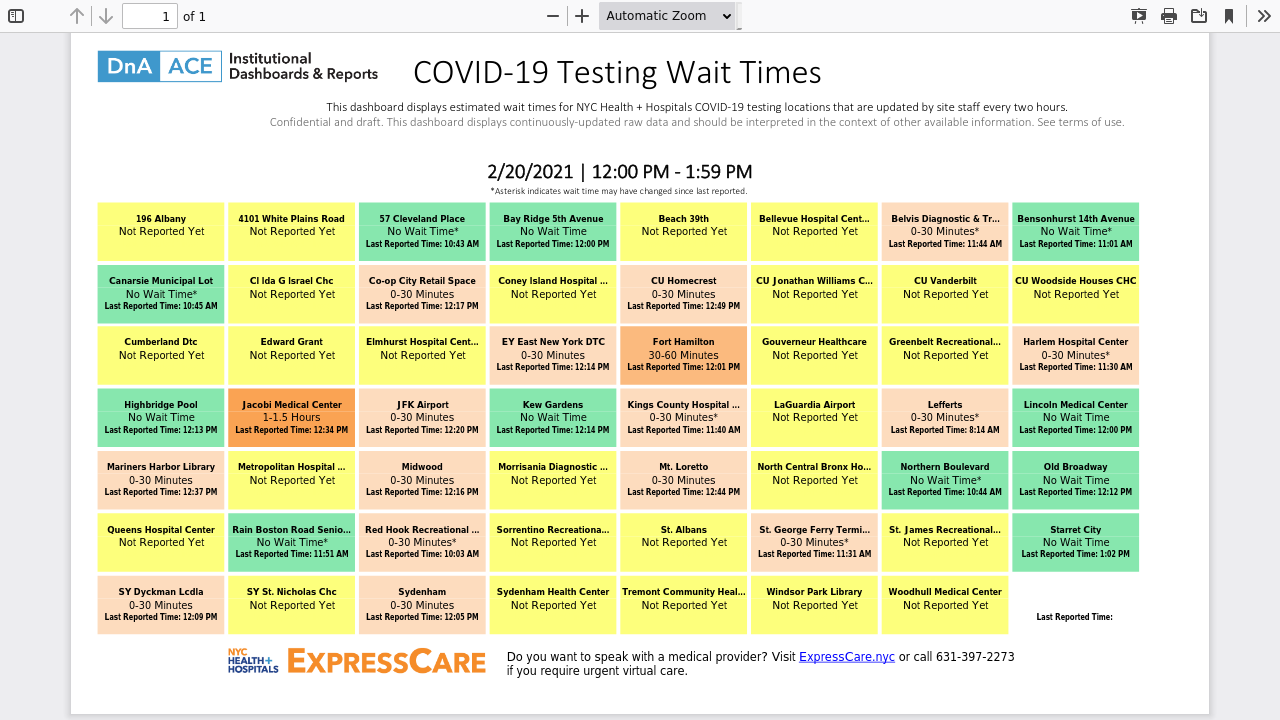 1 of 1
Automatic Zoom
DnA ACE Institutional
Dashboards & Reports
COVID-19 Testing Wait Times
This dashboard displays estimated wait times for NYC Health + Hospitals COVID-19 testing locations that are updated by site staff every two hours.
Confidential and draft. This dashboard displays continuously-updated raw data and should be interpreted in the context of other available information. See terms of use.
2/20/2021 | 12:00 PM - 1:59 PM
*Asterisk indicates wait time may have changed since last reported.
196 Albany
Not Reported Yet
4101 White Plains Road
Not Reported Yet
57 Cleveland Place
No Wait Time*
Last Reported Time: 10:43 AM
Bay Ridge 5th Avenue
No Wait Time
Last Reported Time: 12:00 PM
Beach 39th
Not Reported Yet
Bellevue Hospital Cent...
Not Reported Yet
Belvis Diagnostic & Tr...
0-30 Minutes*
Last Reported Time: 11:44 AM
Bensonhurst 14th Avenue
No Wait Time*
Last Reported Time: 11:01 AM
Canarsie Municipal Lot
No Wait Time*
Last Reported Time: 10:45 AM
CI Ida G Israel Chc
Not Reported Yet
Co-op City Retail Space
0-30 Minutes
Last Reported Time: 12:17 PM
Coney Island Hospital ...
Not Reported Yet
CU Homecrest
0-30 Minutes
Last Reported Time: 12:49 PM
CU Jonathan Williams C...
Not Reported Yet
CU Vanderbilt
Not Reported Yet
CU Woodside Houses CHC
Not Reported Yet
Cumberland Dtc
Not Reported Yet
Edward Grant
Not Reported Yet
Elmhurst Hospital Cent...
Not Reported Yet
EY East New York DTC
0-30 Minutes
Last Reported Time: 12:14 PM
Fort Hamilton
30-60 Minutes
Last Reported Time: 12:01 PM
Gouverneur Healthcare
Not Reported Yet
Greenbelt Recreational...
Not Reported Yet
Harlem Hospital Center
0-30 Minutes*
Last Reported Time: 11:30 AM
Highbridge Pool
No Wait Time
Last Reported Time: 12:13 PM
Jacobi Medical Center
1-1.5 Hours
Last Reported Time: 12:34 PM
JFK Airport
0-30 Minutes
Last Reported Time: 12:20 PM
Kew Gardens
No Wait Time
Last Reported Time: 12:14 PM
Kings County Hospital ...
0-30 Minutes*
Last Reported Time: 11:40 AM
LaGuardia Airport
Not Reported Yet
Lefferts
0-30 Minutes*
Last Reported Time: 8:14 AM
Lincoln Medical Center
No Wait Time
Last Reported Time: 12:00 PM
Mariners Harbor Library
0-30 Minutes
Last Reported Time: 12:37 PM
Metropolitan Hospital ...
Not Reported Yet
Midwood
0-30 Minutes
Last Reported Time: 12:16 PM
Morrisania Diagnostic ...
Not Reported Yet
Mt. Loretto
0-30 Minutes
Last Reported Time: 12:44 PM
North Central Bronx Ho...
Not Reported Yet
Northern Boulevard
No Wait Time*
Last Reported Time: 10:44 AM
Old Broadway
No Wait Time
Last Reported Time: 12:12 PM
Queens Hospital Center
Not Reported Yet
Rain Boston Road Senio...
No Wait Time*
Last Reported Time: 11:51 AM
Red Hook Recreational ...
0-30 Minutes*
Last Reported Time: 10:03 AM
Sorrentino Recreationa...
Not Reported Yet
St. Albans
Not Reported Yet
St. George Ferry Termi...
0-30 Minutes*
Last Reported Time: 11:31 AM
St. James Recreational...
Not Reported Yet
Starret City
No Wait Time
Last Reported Time: 1:02 PM
SY Dyckman Lcdla
0-30 Minutes
Last Reported Time: 12:09 PM
SY St. Nicholas Chc
Not Reported Yet
Sydenham
0-30 Minutes
Last Reported Time: 12:05 PM
Sydenham Health Center
Not Reported Yet
Tremont Community Heal...
Not Reported Yet
Windsor Park Library
Not Reported Yet
Woodhull Medical Center
Not Reported Yet
Last Reported Time:
NYC
HEALTH+
HOSPITALS
EXPRESSCARE
Do you want to speak with a medical provider? Visit ExpressCare.nyc or call 631-397-2273
if you require urgent virtual care.